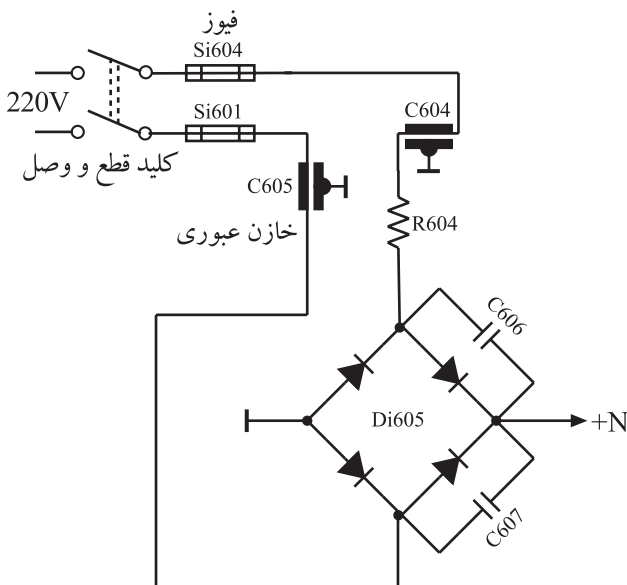 فیوز
Si604
220V
Si601
کلید قطع و وصل
C604
C605
خازن عبوری
R604
C606
Di605
+N
C607